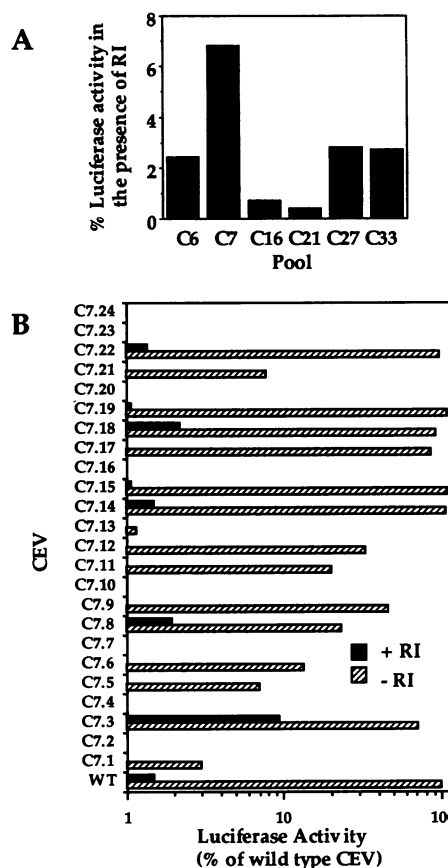 A
% Luciferase activity in
the presence of RI
8
6
4
2
0
C6 C7 C16 C21 C27 C33
Pool
B
CEV
C7.24
C7.23
C7.22
C7.21
C7.20
C7.19
C7.18
C7.17
C7.16
C7.15
C7.14
C7.13
C7.12
C7.11
C7.10
C7.9
C7.8
C7.7
C7.6
C7.5
C7.4
C7.3
C7.2
C7.1
WT
+ RI
- RI
1 10 100
Luciferase Activity
(% of wild type CEV)